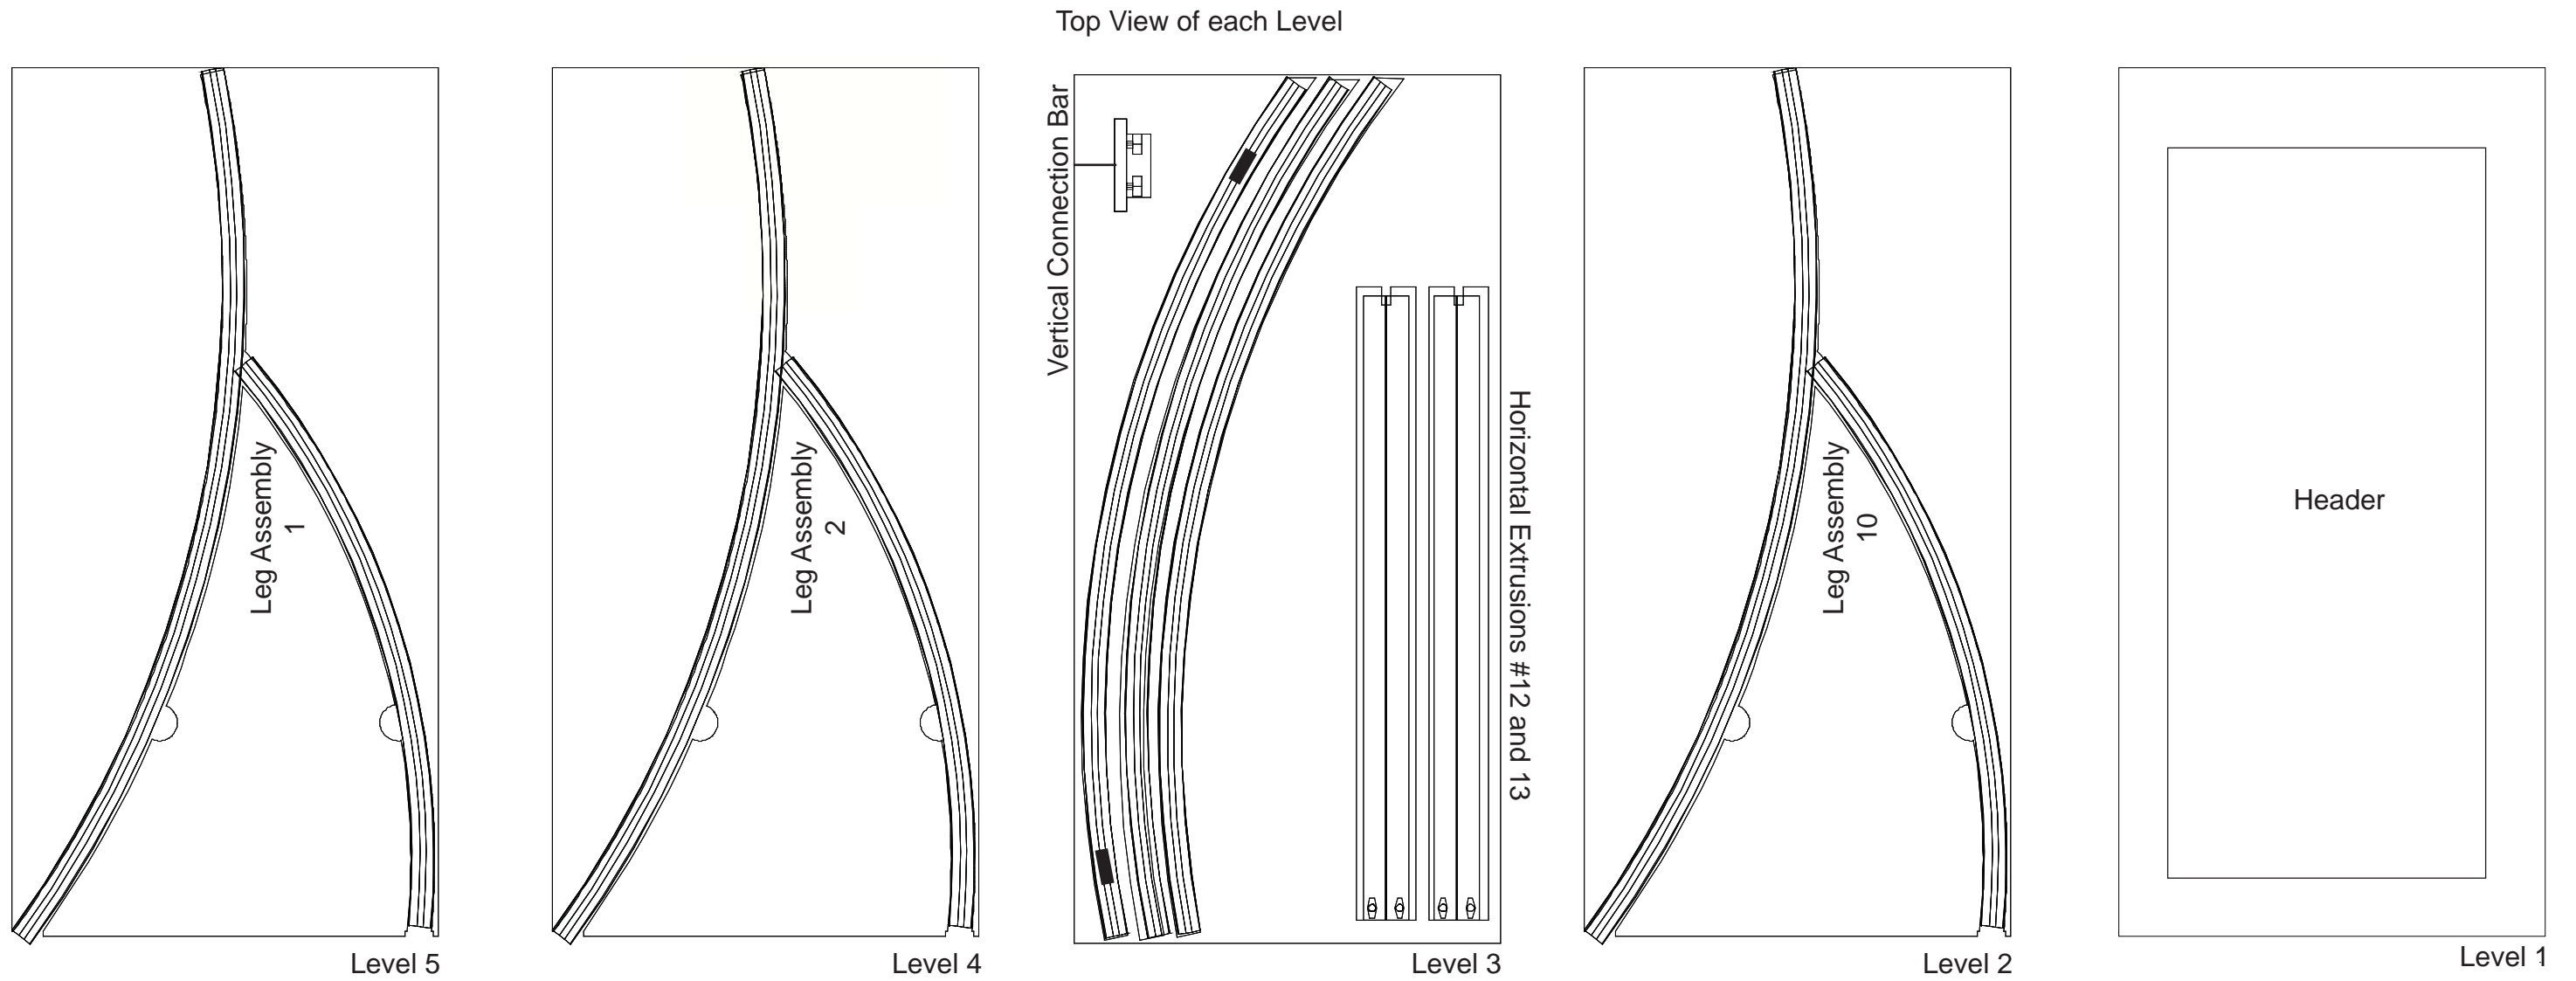 Top View of each Level
Leg Assembly
1
Level 5
Leg Assembly
2
Level 4
Vertical Connection Bar
Horizontal Extrusions #12 and 13
Level 3
Leg Assembly
10
Level 2
Header
Level 1